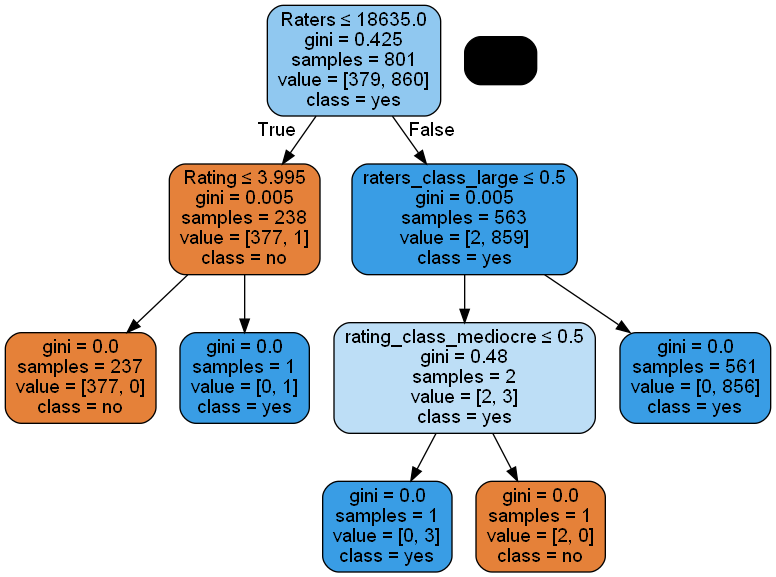 Raters ≤ 18635.0
gini = 0.425
samples = 801
value = [379, 860]
class = yes
True
False
Rating ≤ 3.995
gini = 0.005
samples = 238
value = [377, 1]
class = no
raters_class_large ≤ 0.5
gini = 0.005
samples = 563
value = [2, 859]
class = yes
gini = 0.0
samples = 237
value = [377, 0]
class = no
gini = 0.0
samples = 1
value = [0, 1]
class = yes
rating_class_mediocre ≤ 0.5
gini = 0.48
samples = 2
value = [2, 3]
class = yes
gini = 0.0
samples = 561
value = [0, 856]
class = yes
gini = 0.0
samples = 1
value = [0, 3]
class = yes
gini = 0.0
samples = 1
value = [2, 0]
class = no